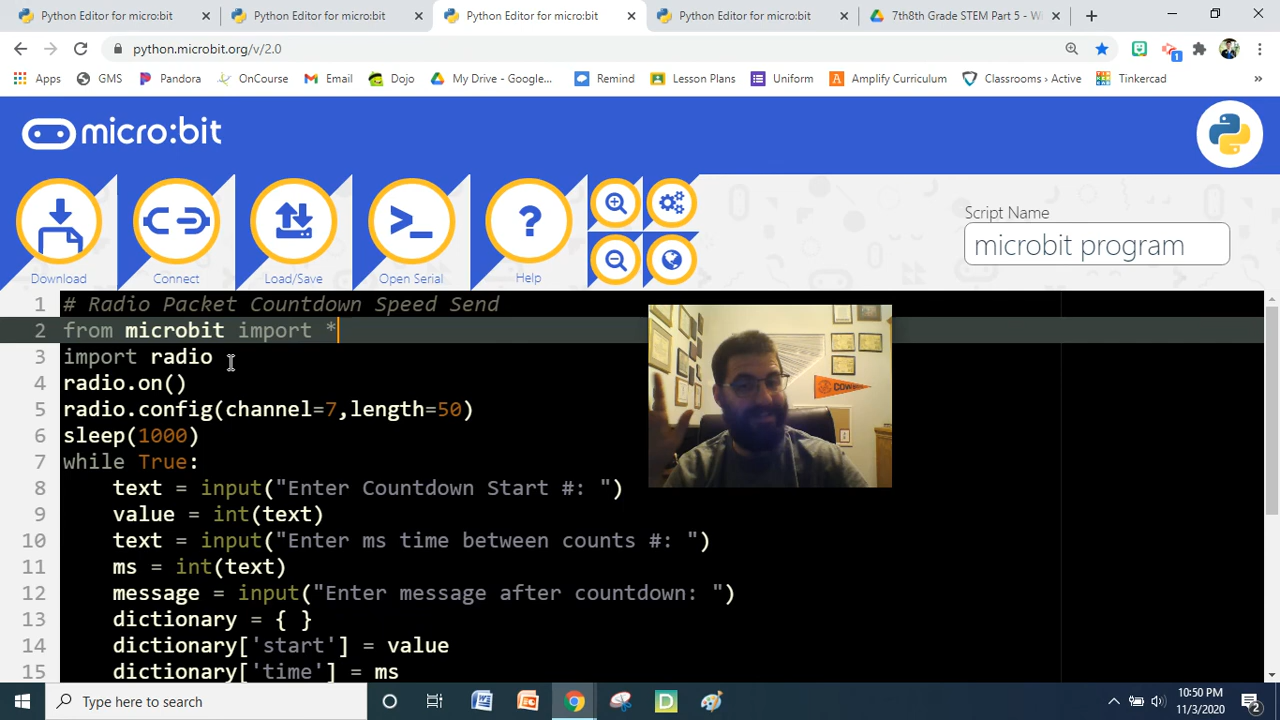 Python Editor for micro:bit
Python Editor for micro:bit
Python Editor for micro:bit
Python Editor for micro:bit
7th8th Grade STEM Part 5 - Wi
python.microbit.org/v/2.0
1
Apps
GMS
Pandora
OnCourse
Email
Dojo
My Drive - Google...
Remind
Lesson Plans
Uniform
Amplify Curriculum
Classrooms › Active
Tinkercad
»
micro:bit
Download
Connect
Load/Save
Open Serial
Help
Script Name
microbit program
1 # Radio Packet Countdown Speed Send
2 from microbit import *
3 import radio
4 radio.on()
5 radio.config(channel=7,length=50)
6 sleep(1000)
7 while True:
8 text = input("Enter Countdown Start #: ")
9 value = int(text)
10 text = input("Enter ms time between counts #: ")
11 ms = int(text)
12 message = input("Enter message after countdown: ")
13 dictionary = { }
14 dictionary['start'] = value
15 dictionary['time'] = ms
Type here to search
10:50 PM
11/3/2020
2